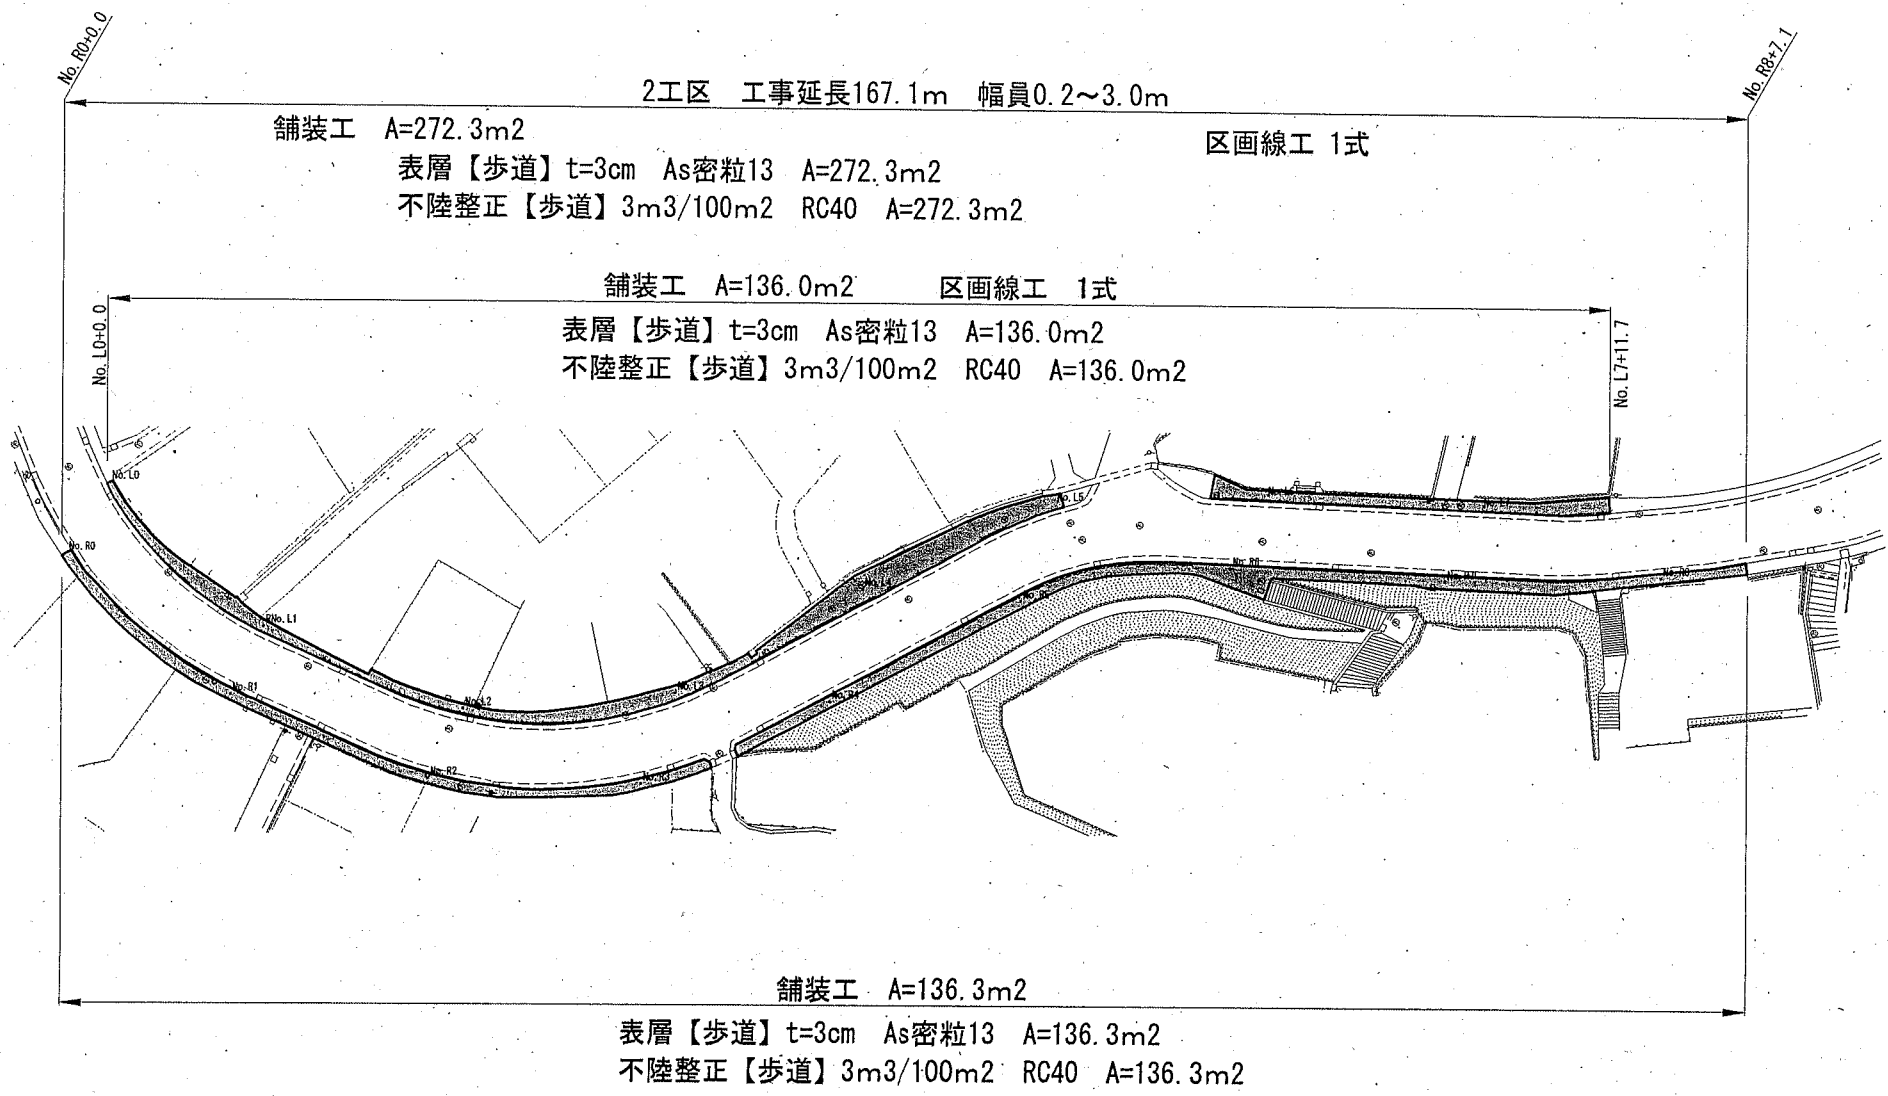 No.R0+0.0
No.R8+7.1
2工区　工事延長167.1m　幅員0.2～3.0m
舗装工　A=272.3m2
区画線工 1式
表層【歩道】t=3cm　As密粒13　A=272.3m2
不陸整正【歩道】3m3/100m2　RC40　A=272.3m2
舗装工　A=136.0m2　区画線工　1式
No.L0+0.0
No.L7+11.7
表層【歩道】t=3cm　As密粒13　A=136.0m2
不陸整正【歩道】3m3/100m2　RC40　A=136.0m2
No.L0
No.L5
No.R0
No.L4
No.L1
No.R1
No.L2
No.R4
No.R2
No.R3
舗装工　A=136.3m2
表層【歩道】t=3cm　As密粒13　A=136.3m2
不陸整正【歩道】3m3/100m2　RC40　A=136.3m2